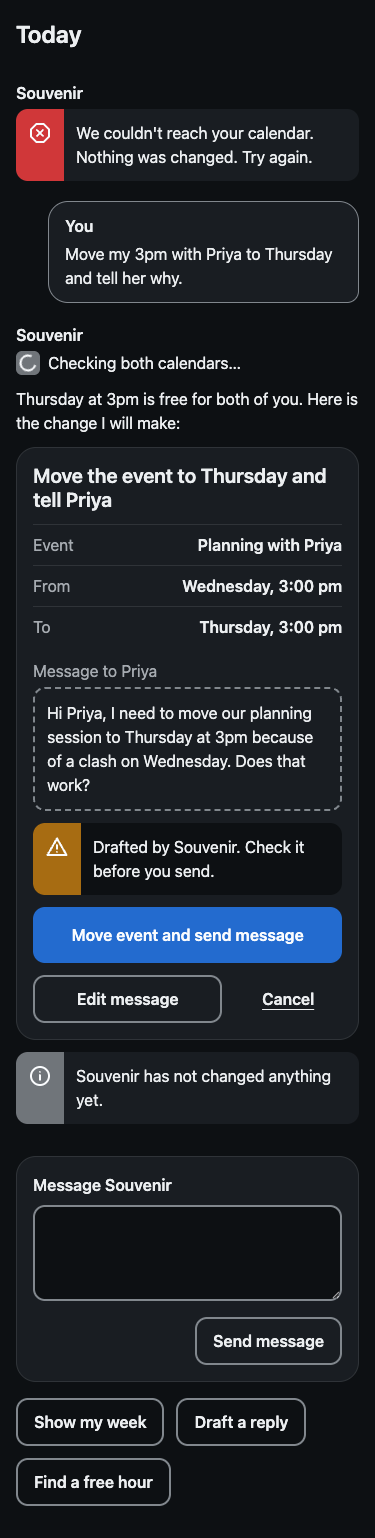 Today
Souvenir
We couldn't reach your calendar.
Nothing was changed. Try again.
You
Move my 3pm with Priya to Thursday
and tell her why.
Souvenir
Checking both calendars...
Thursday at 3pm is free for both of you. Here is
the change I will make:
Move the event to Thursday and
tell Priya
Event Planning with Priya
From Wednesday, 3:00 pm
To Thursday, 3:00 pm
Message to Priya
Hi Priya, I need to move our planning
session to Thursday at 3pm because
of a clash on Wednesday. Does that
work?
Drafted by Souvenir. Check it
before you send.
Move event and send message
Edit message Cancel
Souvenir has not changed anything
yet.
Message Souvenir
Send message
Show my week Draft a reply
Find a free hour